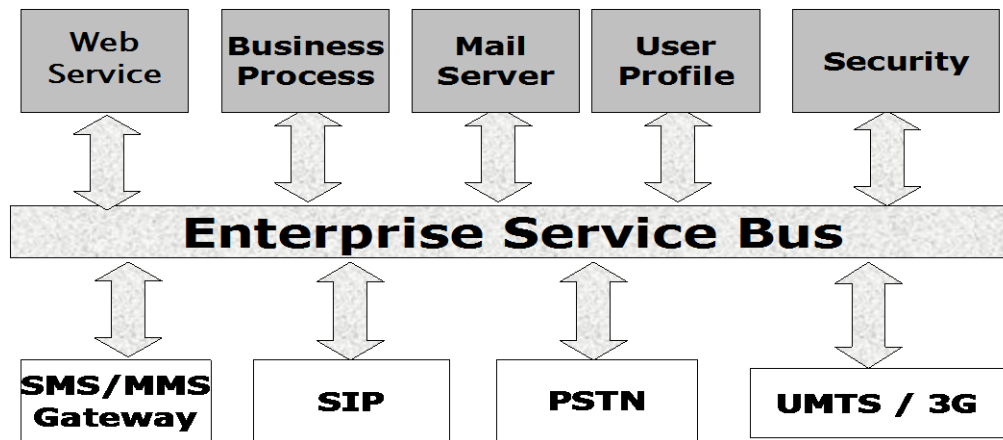 Web
Service
Business
Process
Mail
Server
User
Profile
Security
Enterprise Service Bus
SMS/MMS
Gateway
SIP
PSTN
UMTS / 3G